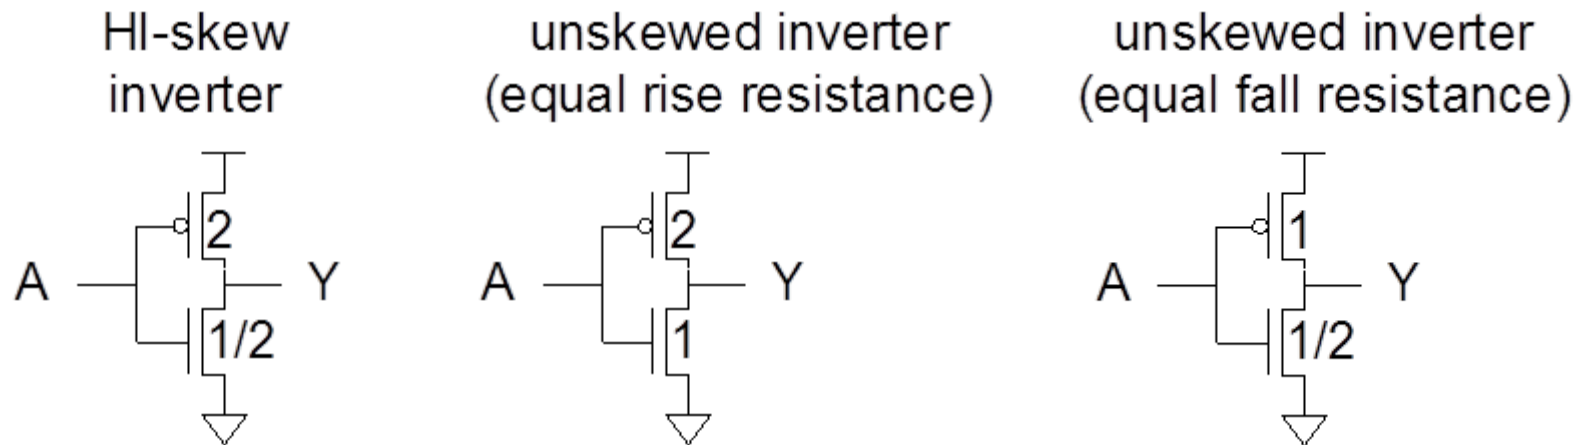 HI-skew
inverter
unskewed inverter
(equal rise resistance)
unskewed inverter
(equal fall resistance)
2
A
Y
1/2
2
A
Y
1
1
A
Y
1/2